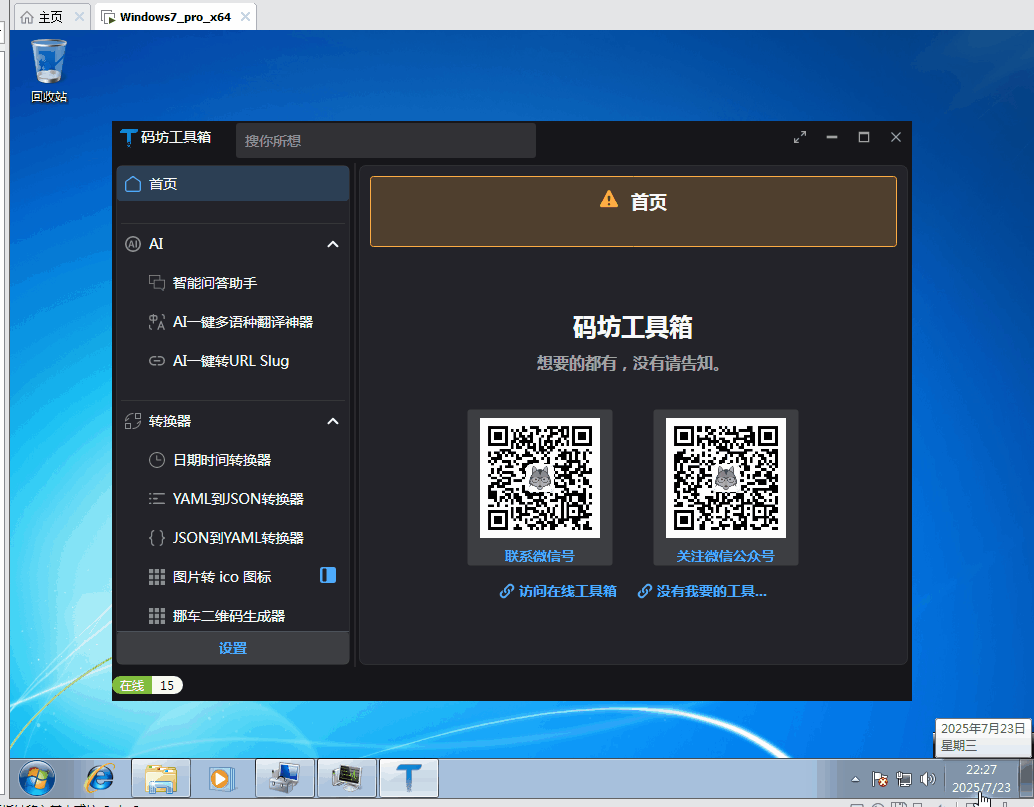 主页
Windows7_pro_x64
回收站
码坊工具箱
搜你所想
首页
AI
智能问答助手
AI一键多语种翻译神器
AI一键转URL Slug
转换器
日期时间转换器
YAML到JSON转换器
JSON到YAML转换器
图片转 ico 图标
挪车二维码生成器
设置
在线 15
首页
码坊工具箱
想要的都有，没有请告知。
联系微信号
关注微信公众号
访问在线工具箱
没有我要的工具...
2025年7月23日
星期三
22:27
2025/7/23